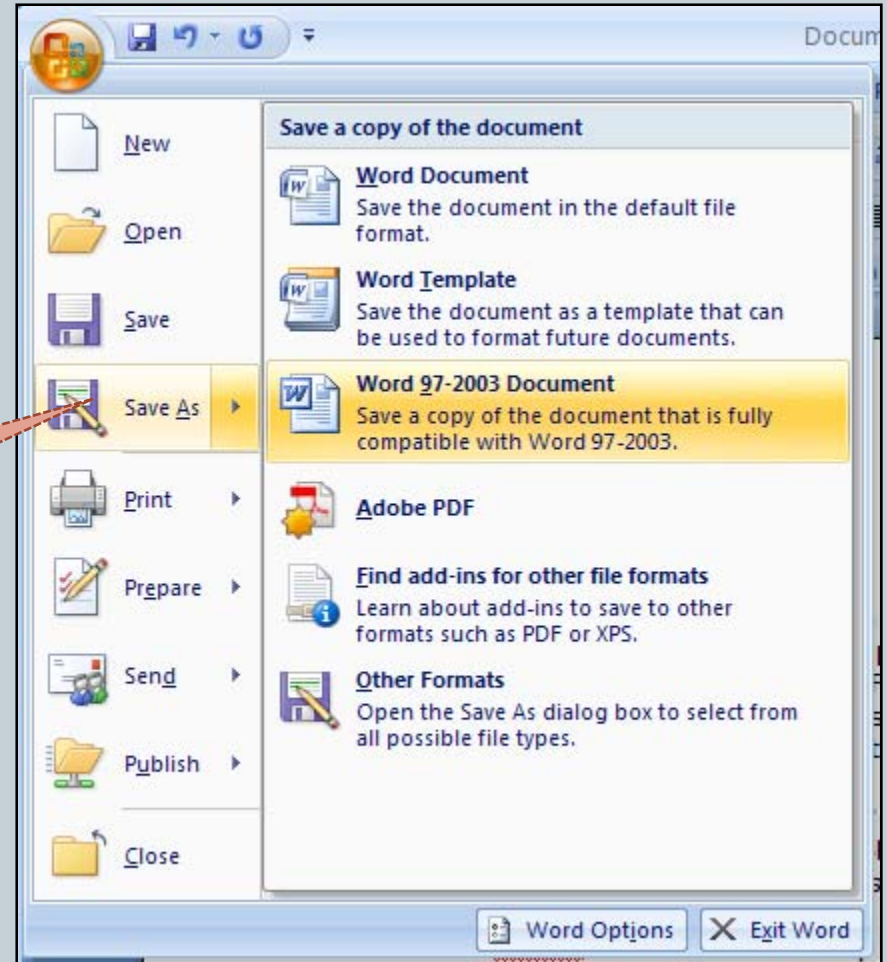 Docum
New
Open
Save
Save As
Print
Prepare
Send
Publish
Close
Save a copy of the document
Word Document
Save the document in the default file
format.
Word Template
Save the document as a template that can
be used to format future documents.
Word 97-2003 Document
Save a copy of the document that is fully
compatible with Word 97-2003.
Adobe PDF
Find add-ins for other file formats
Learn about add-ins to save to other
formats such as PDF or XPS.
Other Formats
Open the Save As dialog box to select from
all possible file types.
Word Options
Exit Word